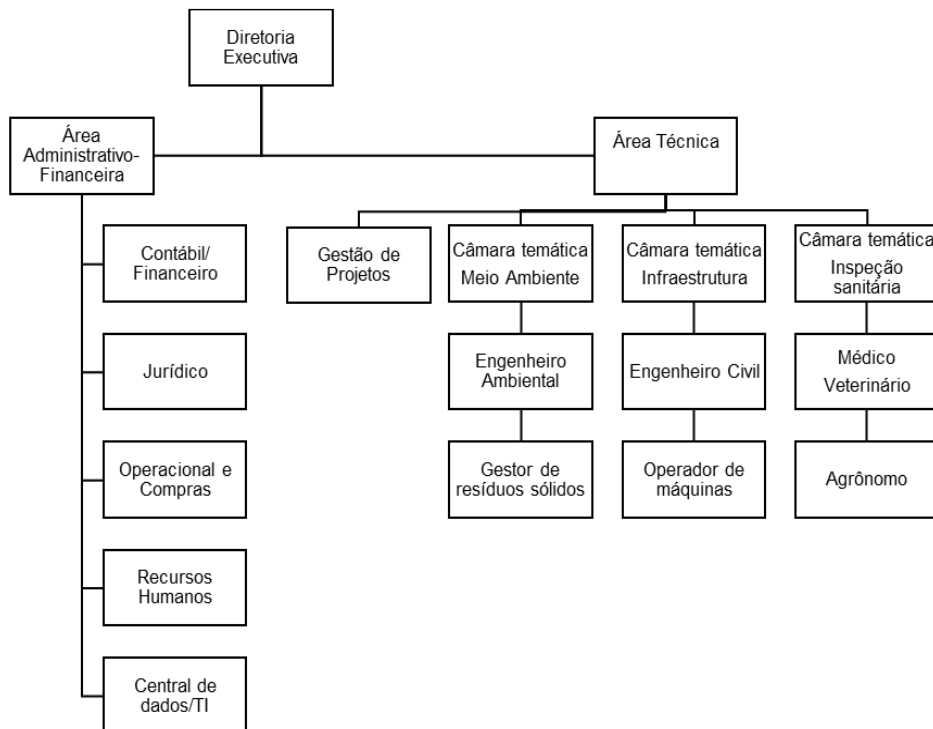 Diretoria
Executiva
Área
Administrativo-
Financeira
Área Técnica
Contábil/
Financeiro
Jurídico
Operacional e
Compras
Recursos
Humanos
Central de
dados/TI
Gestão de
Projetos
Câmara temática
Meio Ambiente
Engenheiro
Ambiental
Gestor de
resíduos sólidos
Câmara temática
Infraestrutura
Engenheiro Civil
Operador de
máquinas
Câmara temática
Inspeção
sanitária
Médico
Veterinário
Agrônomo